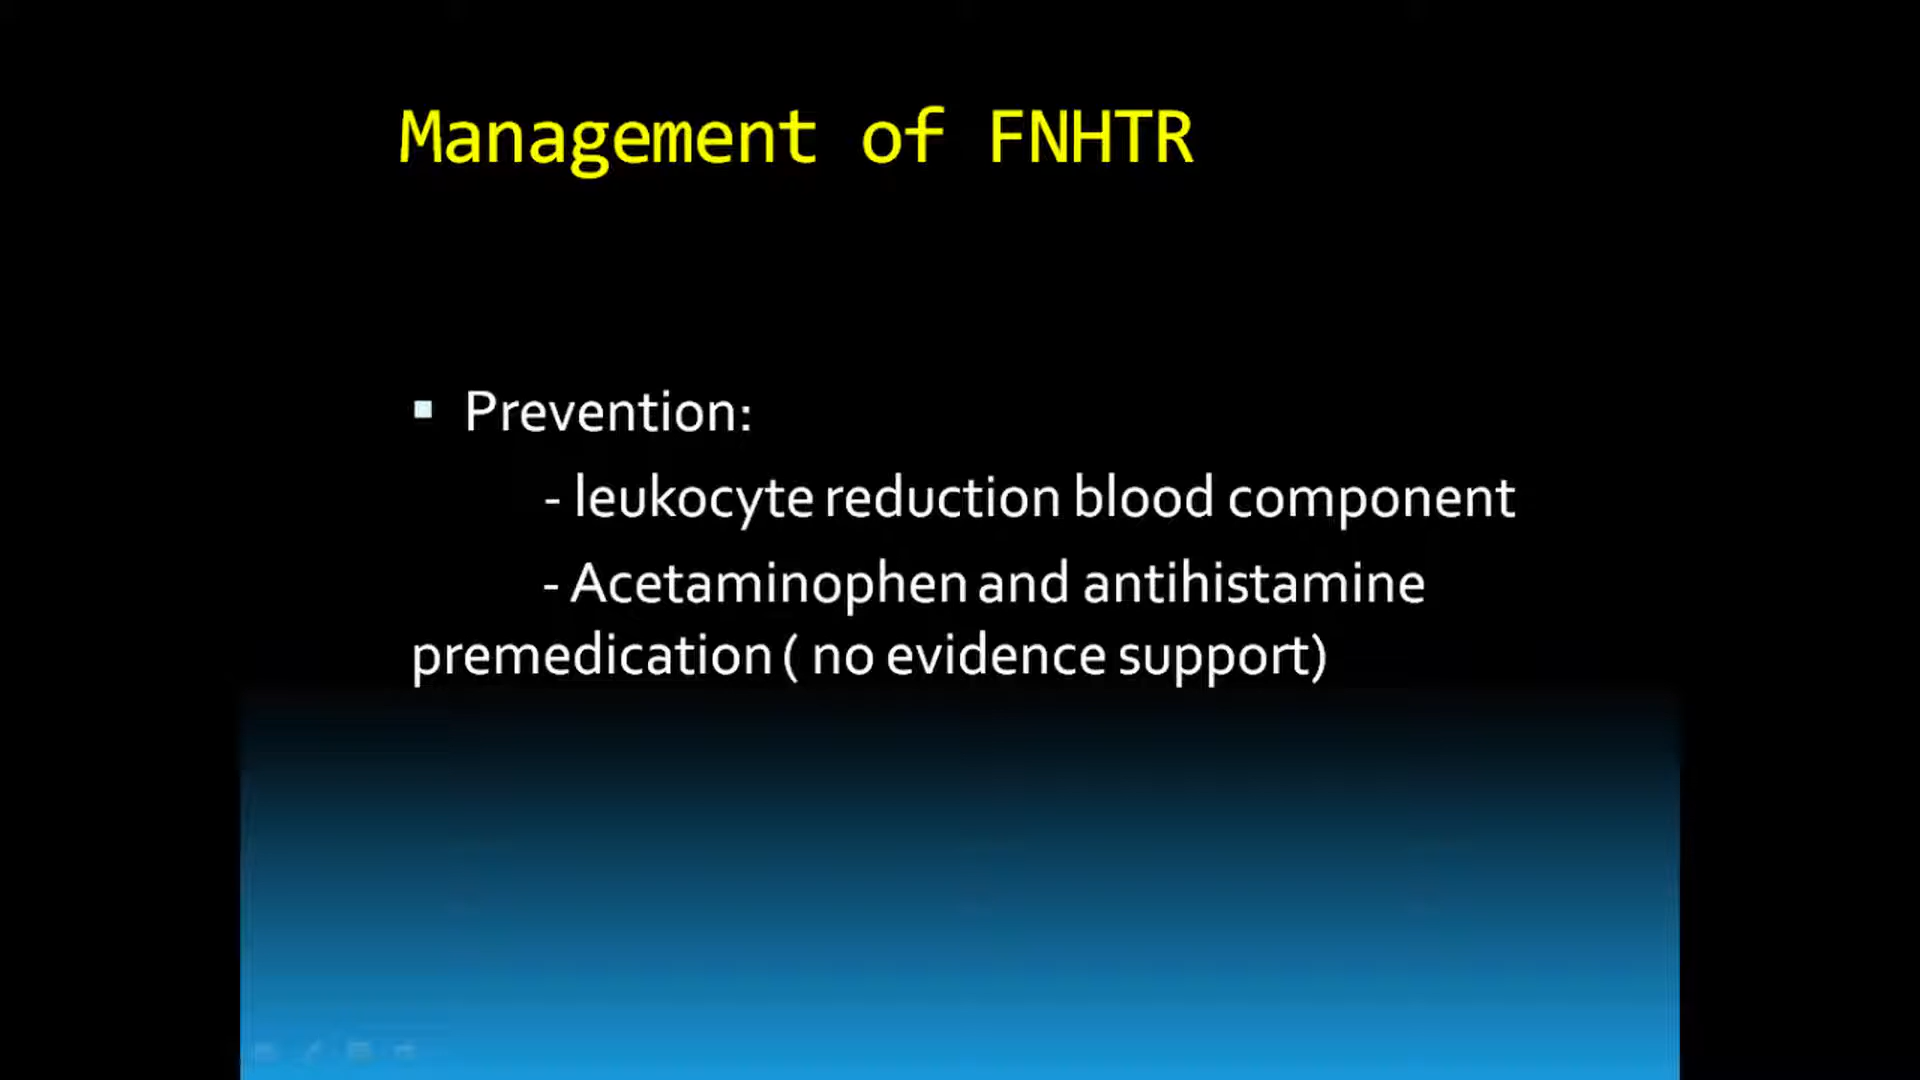 Management of FNHTR
▪ Prevention:
- leukocyte reduction blood component
- Acetaminophen and antihistamine
premedication ( no evidence support)